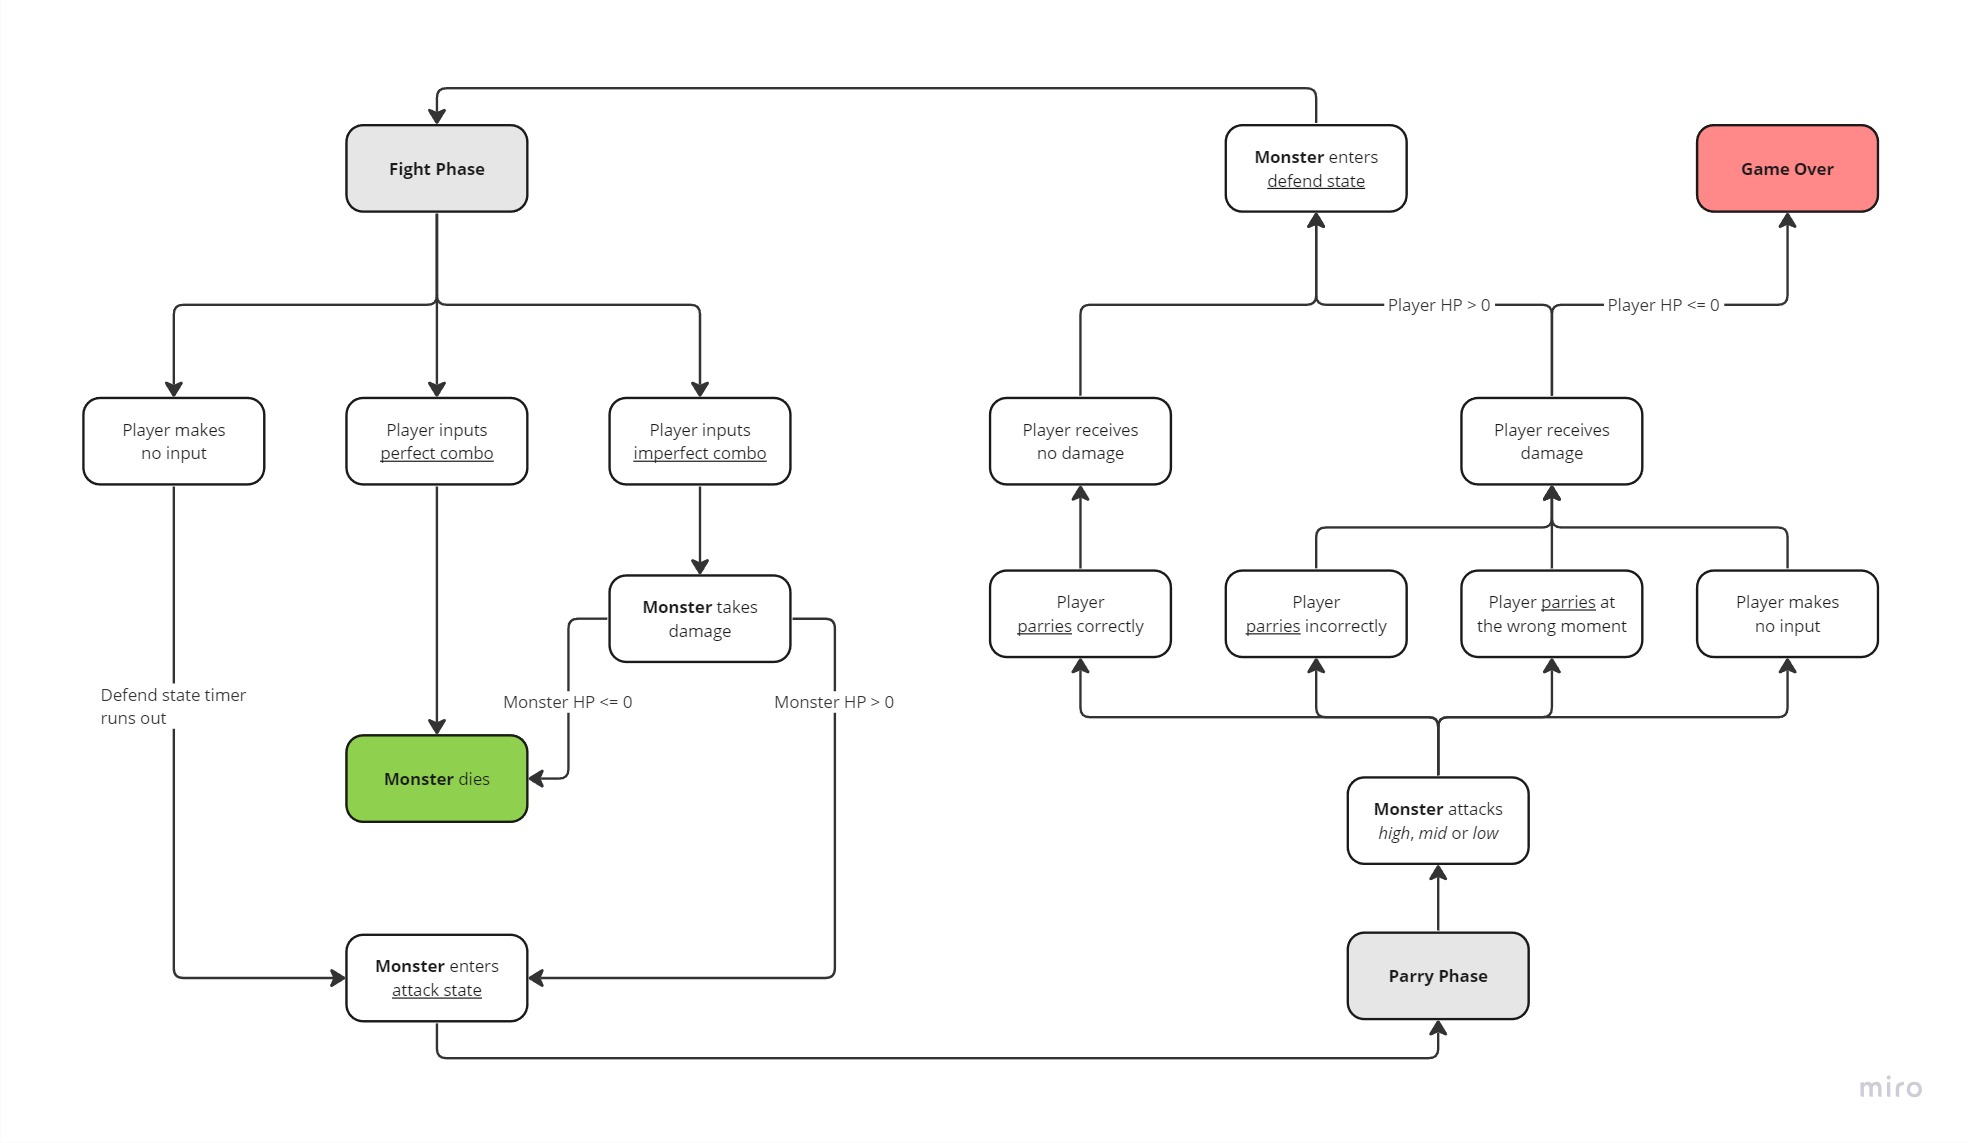 Fight Phase
Monster enters
defend state
Game Over
Player HP > 0
Player HP <= 0
Player makes
no input
Player inputs
perfect combo
Player inputs
imperfect combo
Player receives
no damage
Player receives
damage
Monster takes
damage
Player
parries correctly
Player
parries incorrectly
Player parries at
the wrong moment
Player makes
no input
Defend state timer
runs out
Monster HP <= 0
Monster HP > 0
Monster dies
Monster attacks
high, mid or low
Monster enters
attack state
Parry Phase
miro